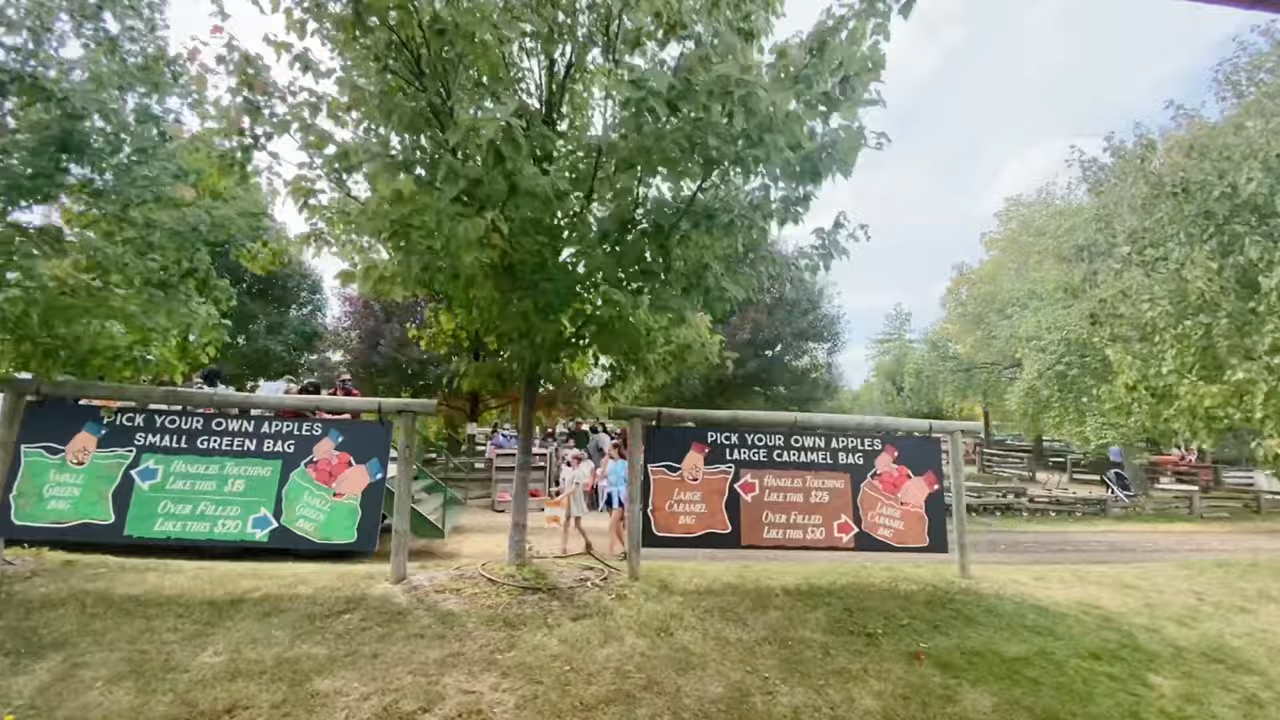 PICK YOUR OWN APPLES
SMALL GREEN BAG
SMALL
GREEN
BAG
HANDLES TOUCHING
LIKE THIS $15
OVER FILLED
LIKE THIS $20
SMALL
GREEN
BAG
PICK YOUR OWN APPLES
LARGE CARAMEL BAG
LARGE
CARAMEL
BAG
HANDLES TOUCHING
LIKE THIS $25
OVER FILLED
LIKE THIS $30
LARGE
CARAMEL
BAG